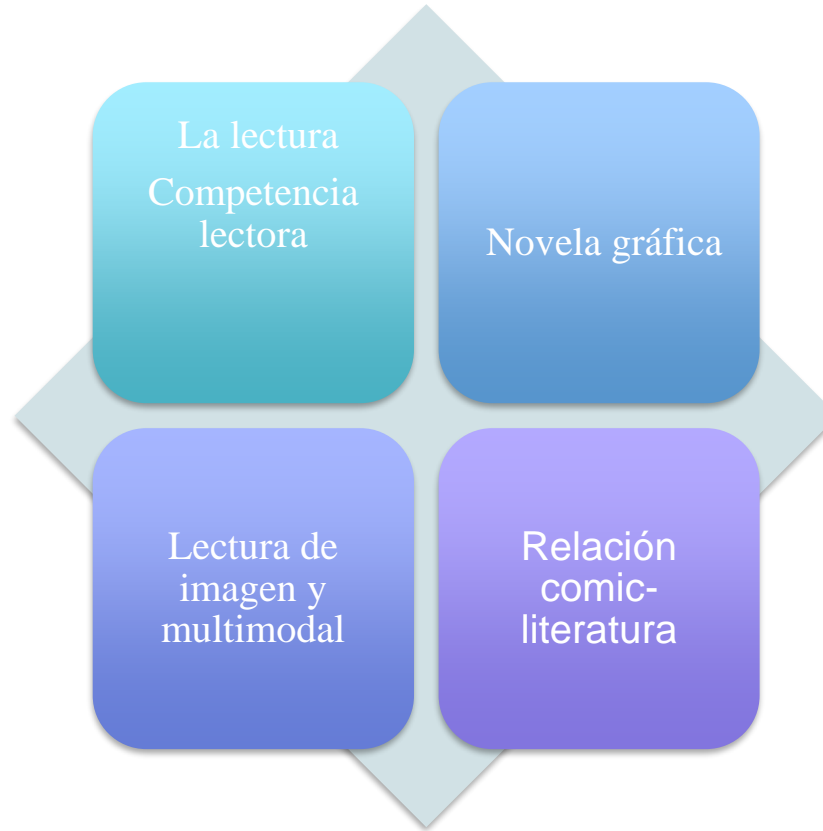 La lectura
Competencia
lectora
Novela gráfica
Lectura de
imagen y
multimodal
Relación
comic-
literatura